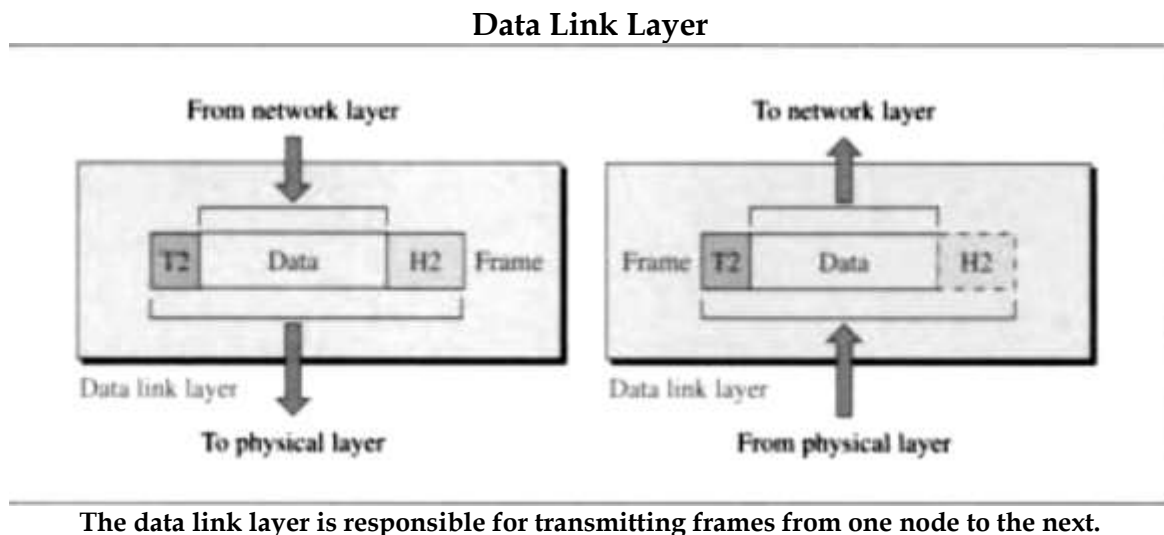 Data Link Layer
From network layer
To network layer
T2 Data H2 Frame
Frame T2 Data H2
Data link layer
Data link layer
To physical layer
From physical layer
The data link layer is responsible for transmitting frames from one node to the next.